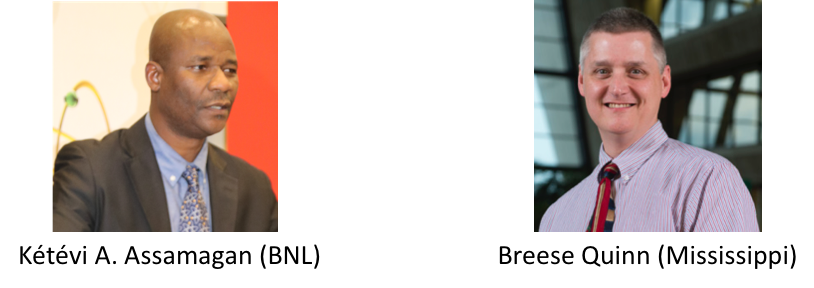 Kétévi A. Assamagan (BNL)
Breese Quinn (Mississippi)